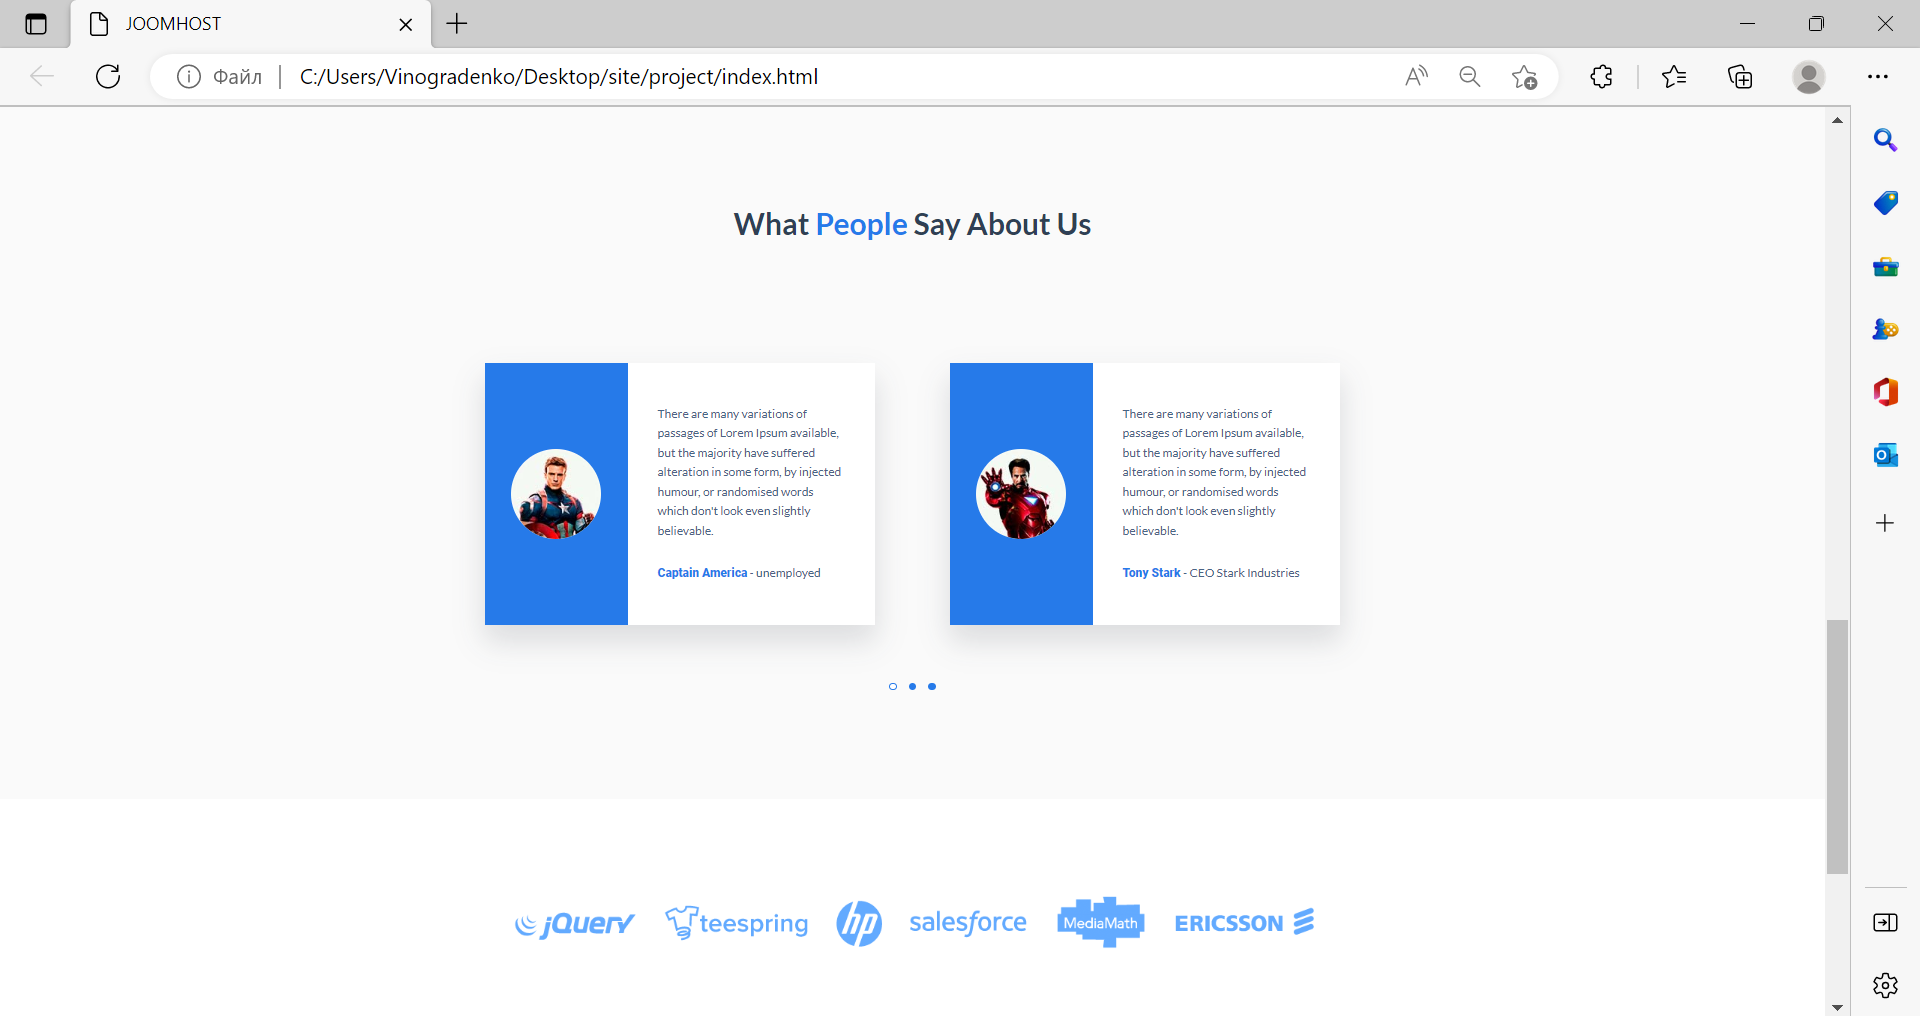 JOOMHOST
Файл
C:/Users/Vinogradenko/Desktop/site/project/index.html
What People Say About Us
There are many variations of
passages of Lorem Ipsum available,
but the majority have suffered
alteration in some form, by injected
humour, or randomised words
which don't look even slightly
believable.
Captain America - unemployed
There are many variations of
passages of Lorem Ipsum available,
but the majority have suffered
alteration in some form, by injected
humour, or randomised words
which don't look even slightly
believable.
Tony Stark - CEO Stark Industries
jQuery
teespring
hp
salesforce
MediaMath
ERICSSON